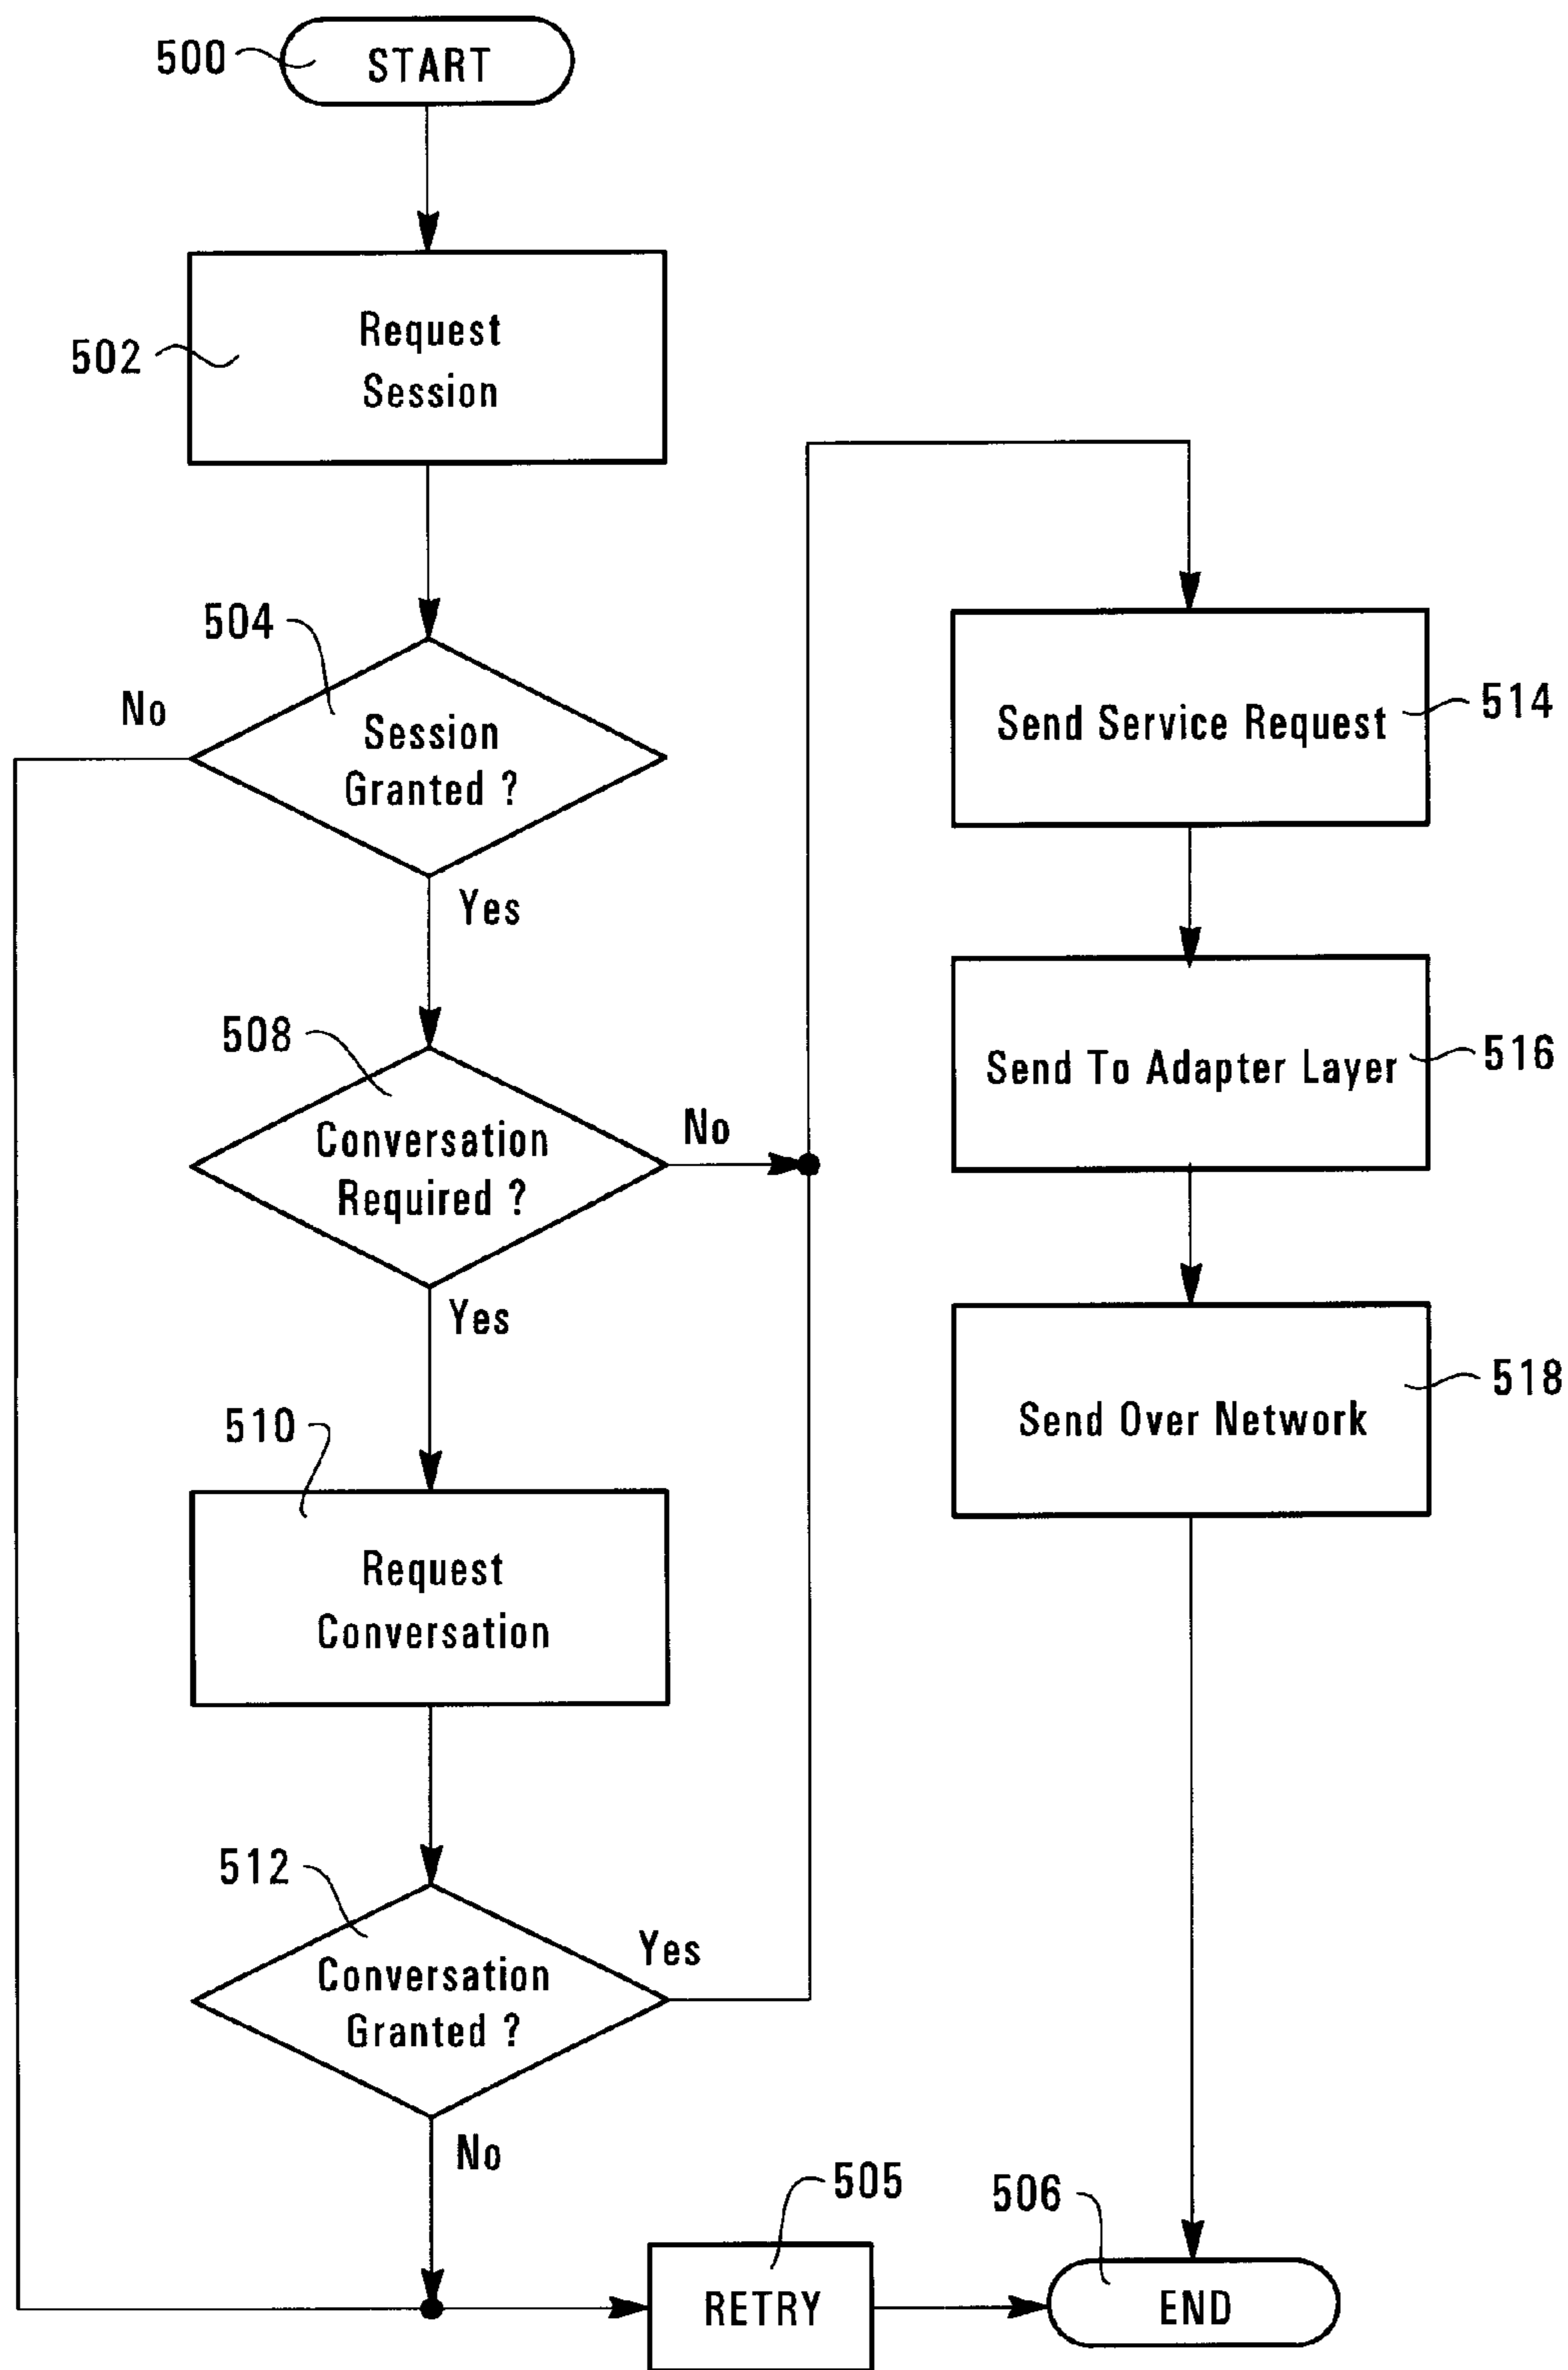 500
START
502
Request
Session
504
No
Session
Granted ?
Yes
508
Conversation
Required ?
No
Yes
510
Request
Conversation
512
Conversation
Granted ?
Yes
No
514
Send Service Request
516
Send To Adapter Layer
518
Send Over Network
505
RETRY
506
END